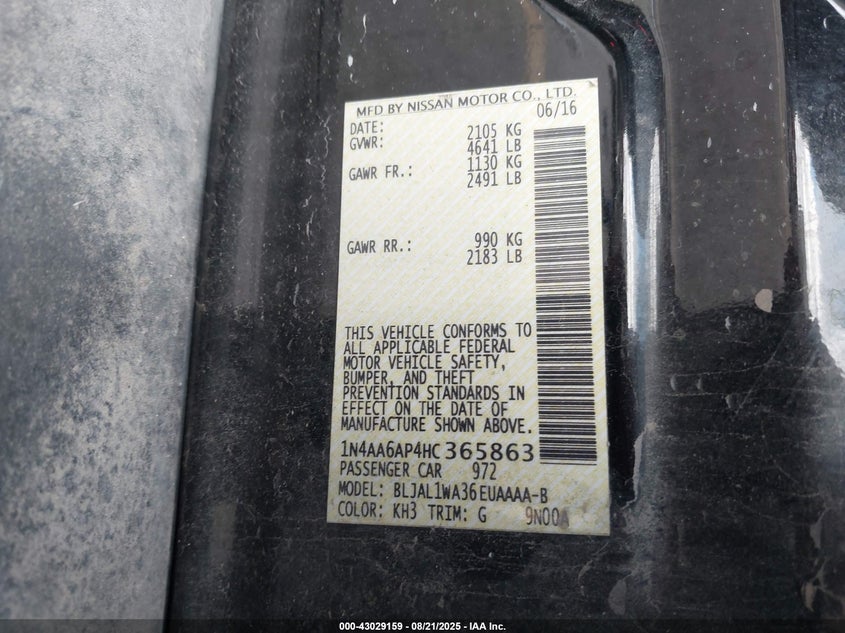 MFD BY NISSAN MOTOR CO., LTD.
DATE: 06/16
GVWR: 2105 KG
4641 LB
GAWR FR.: 1130 KG
2491 LB
GAWR RR.: 990 KG
2183 LB
THIS VEHICLE CONFORMS TO
ALL APPLICABLE FEDERAL
MOTOR VEHICLE SAFETY,
BUMPER, AND THEFT
PREVENTION STANDARDS IN
EFFECT ON THE DATE OF
MANUFACTURE SHOWN ABOVE.
1N4AA6AP4HC365863
PASSENGER CAR 972
MODEL: BLJAL1WA36EUAAAA-B
COLOR: KH3 TRIM: G 9N00A
000-43029159 - 08/21/2025 - IAA Inc.